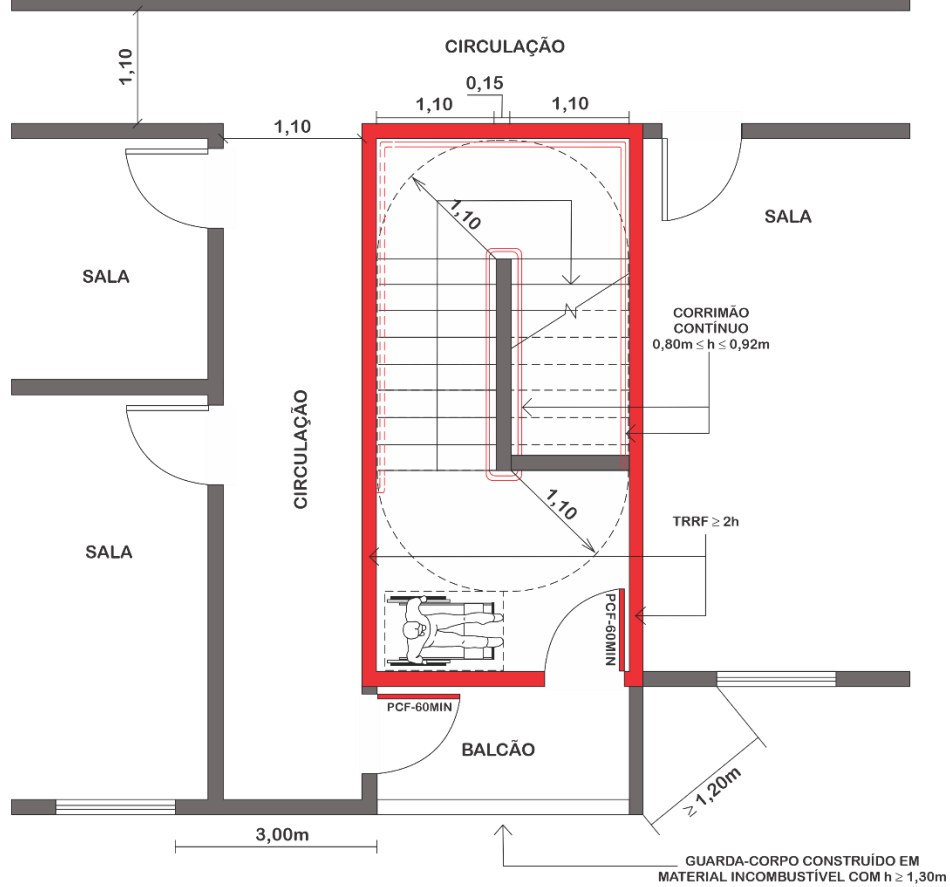 CIRCULAÇÃO
1,10
0,15
1,10
1,10
1,10
SALA
1,10
SALA
CORRIMÃO
CONTÍNUO
0,80m ≤ h ≤ 0,92m
CIRCULAÇÃO
1,10
TRRF ≥ 2h
SALA
PCF-60MIN
PCF-60MIN
BALCÃO
≥ 1,20m
3,00m
GUARDA-CORPO CONSTRUÍDO EM
MATERIAL INCOMBUSTÍVEL COM h ≥ 1,30m